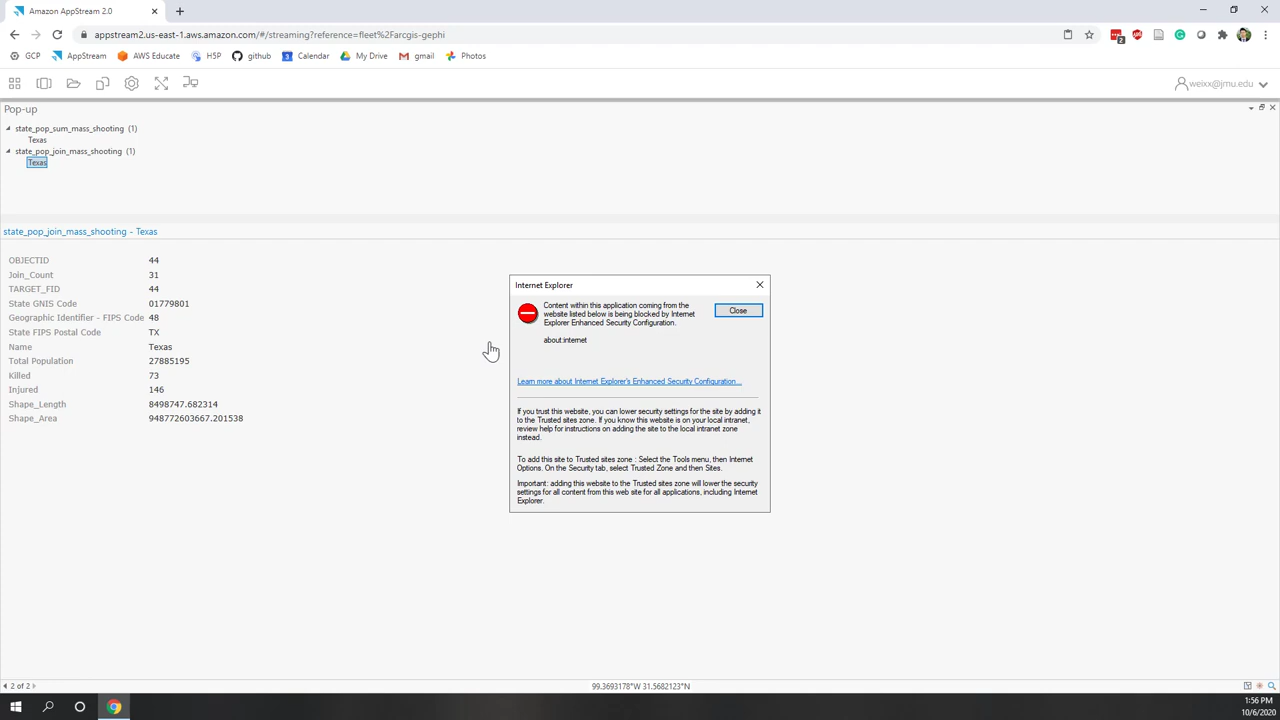 Amazon AppStream 2.0
appstream2.us-east-1.aws.amazon.com/#/streaming?reference=fleet%2Farcgis-gephi
2
GCP AppStream AWS Educate H5P github 3 Calendar My Drive gmail Photos
weixx@jmu.edu
Pop-up
state_pop_sum_mass_shooting (1)
Texas
state_pop_join_mass_shooting (1)
Texas
state_pop_join_mass_shooting - Texas
OBJECTID 44
Join_Count 31
TARGET_FID 44
State GNIS Code 01779801
Geographic Identifier - FIPS Code 48
State FIPS Postal Code TX
Name Texas
Total Population 27885195
Killed 73
Injured 146
Shape_Length 8498747.682314
Shape_Area 948772603667.201538
Internet Explorer
Content within this application coming from the
website listed below is being blocked by Internet
Explorer Enhanced Security Configuration.
Close
about:internet
Learn more about Internet Explorer's Enhanced Security Configuration...
If you trust this website, you can lower security settings for the site by adding it
to the Trusted sites zone. If you know this website is on your local intranet,
review help for instructions on adding the site to the local intranet zone
instead.
To add this site to Trusted sites zone : Select the Tools menu, then Internet
Options. On the Security tab, select Trusted Zone and then Sites.
Important: adding this website to the Trusted sites zone will lower the security
settings for all content from this web site for all applications, including Internet
Explorer.
2 of 2
99.3693178°W 31.5682123°N
1:56 PM
10/6/2020